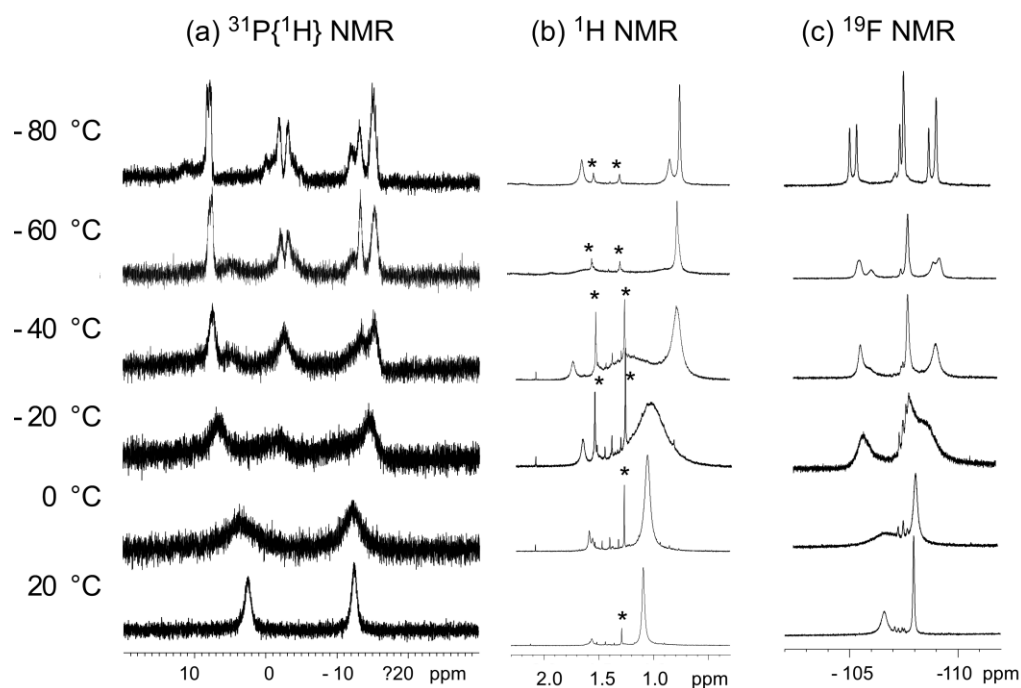 (a) ³¹P{¹H} NMR (b) ¹H NMR (c) ¹⁹F NMR
- 80 °C
* *
- 60 °C
* *
- 40 °C
* *
- 20 °C
* *
0 °C
*
20 °C
*
10 0 - 10 ?20 ppm 2.0 1.5 1.0 ppm - 105 - 110 ppm